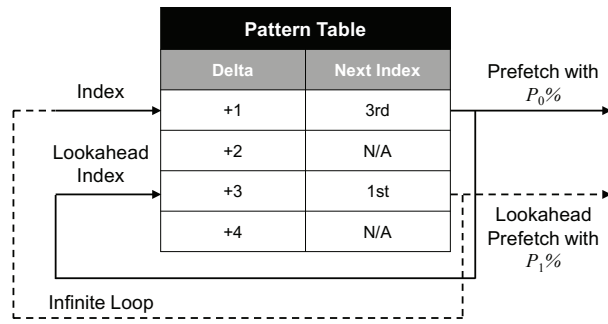 Pattern Table
Delta Next Index
Index
+1 3rd
Prefetch with
P0%
+2 N/A
Lookahead
Index
+3 1st
+4 N/A
Lookahead
Prefetch with
P1%
Infinite Loop